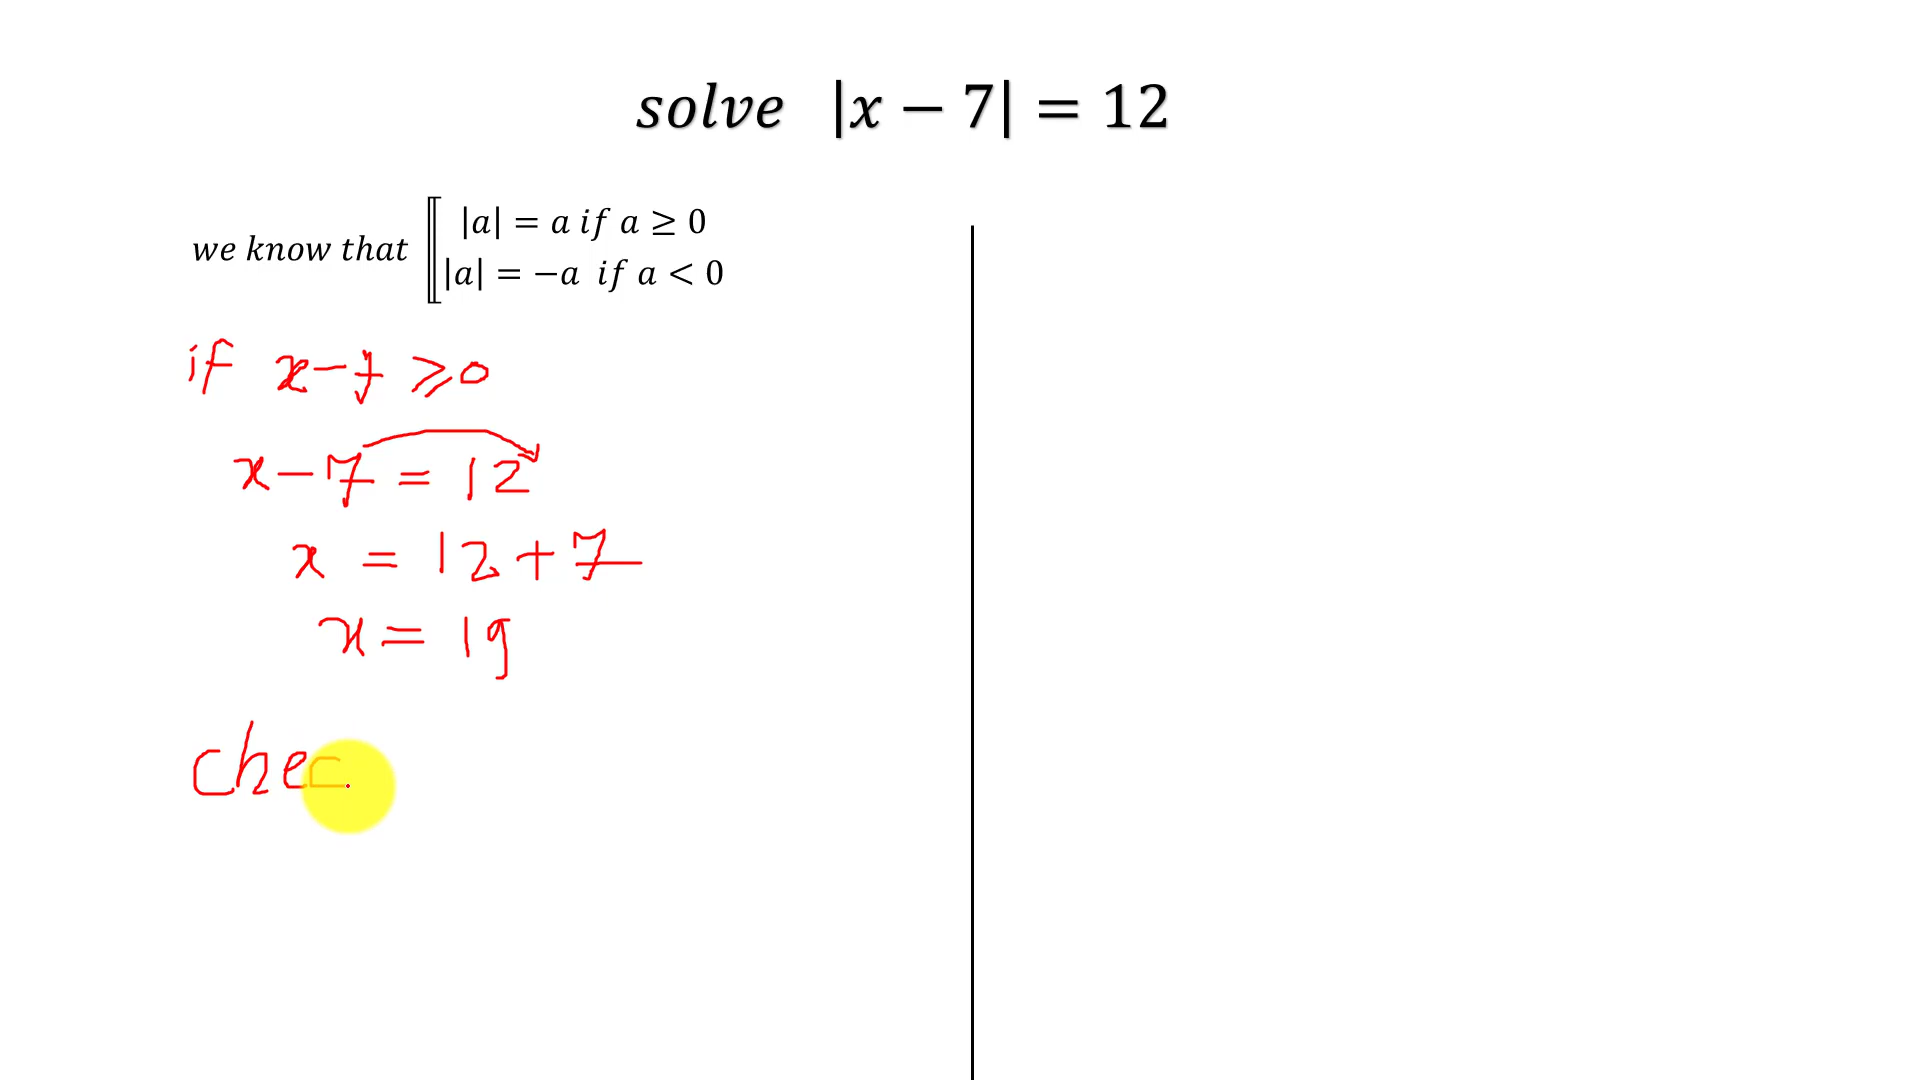 solve |x − 7| = 12
we know that
|a| = a if a ≥ 0
|a| = −a if a < 0
if x−7 ≥0
x−7 = 12
x = 12+7
x = 19
chec